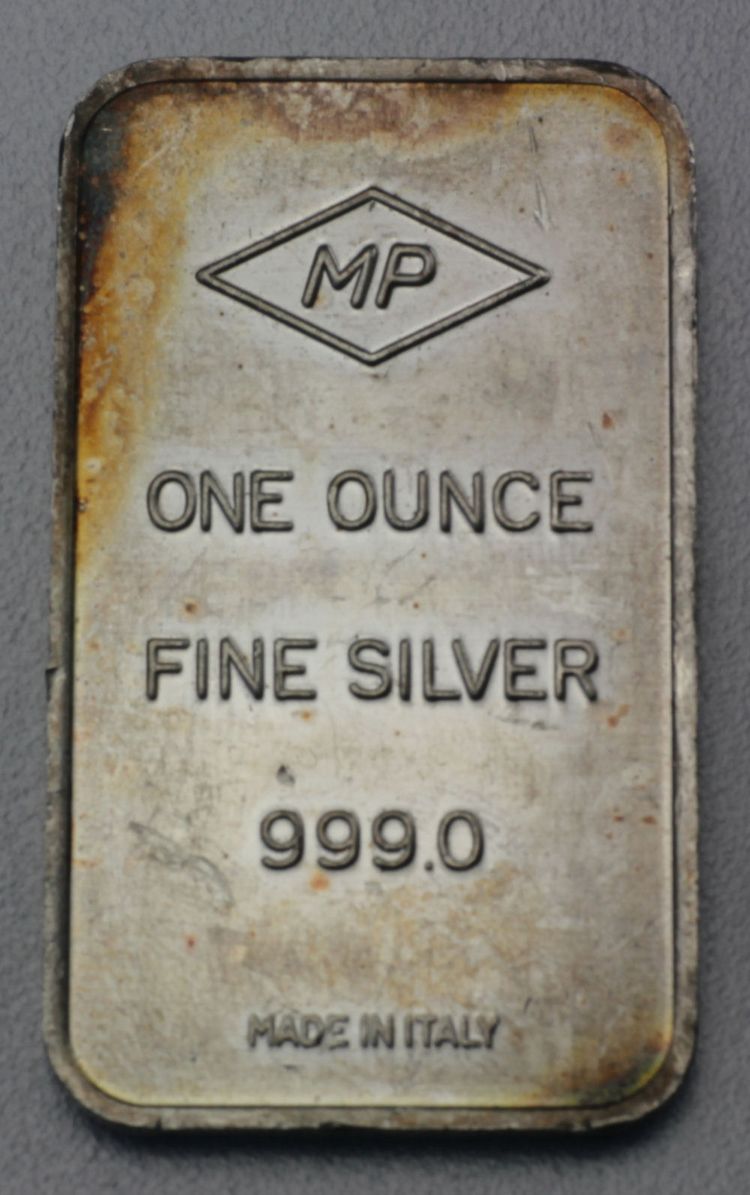 MP
ONE OUNCE
FINE SILVER
999.0
MADE IN ITALY